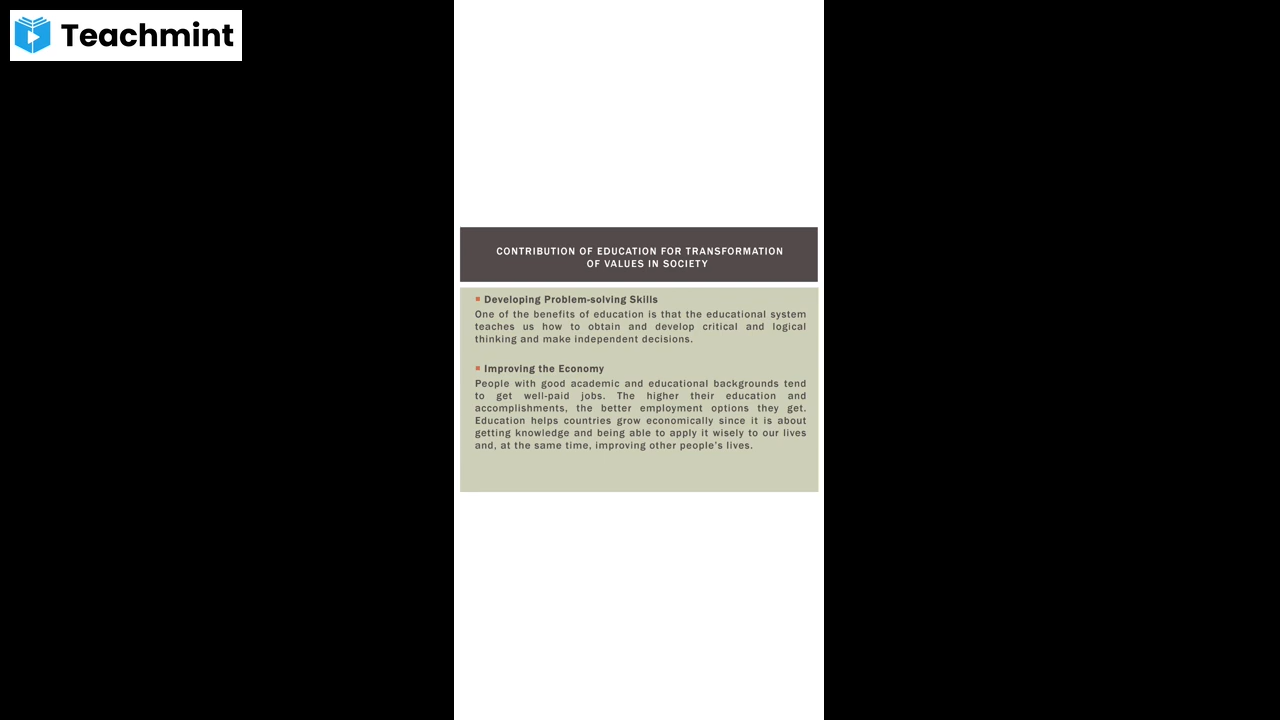 Teachmint
CONTRIBUTION OF EDUCATION FOR TRANSFORMATION
OF VALUES IN SOCIETY
Developing Problem-solving Skills
One of the benefits of education is that the educational system
teaches us how to obtain and develop critical and logical
thinking and make independent decisions.
Improving the Economy
People with good academic and educational backgrounds tend
to get well-paid jobs. The higher their education and
accomplishments, the better employment options they get.
Education helps countries grow economically since it is about
getting knowledge and being able to apply it wisely to our lives
and, at the same time, improving other people's lives.